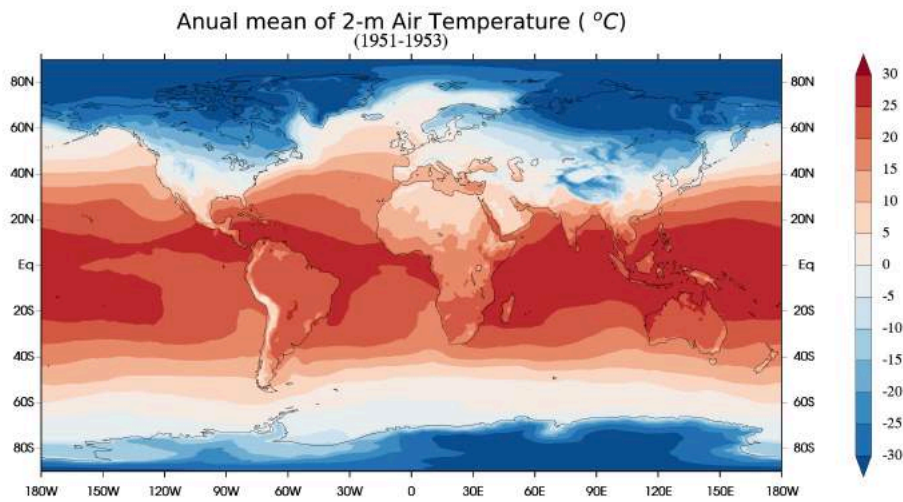 Anual mean of 2-m Air Temperature ( °C)
(1951-1953)
80N
60N
40N
20N
Eq
20S
40S
60S
80S
80N
60N
40N
20N
Eq
20S
40S
60S
80S
180W 150W 120W 90W 60W 30W 0 30E 60E 90E 120E 150E 180E
30
25
20
15
10
5
0
-5
-10
-15
-20
-25
-30